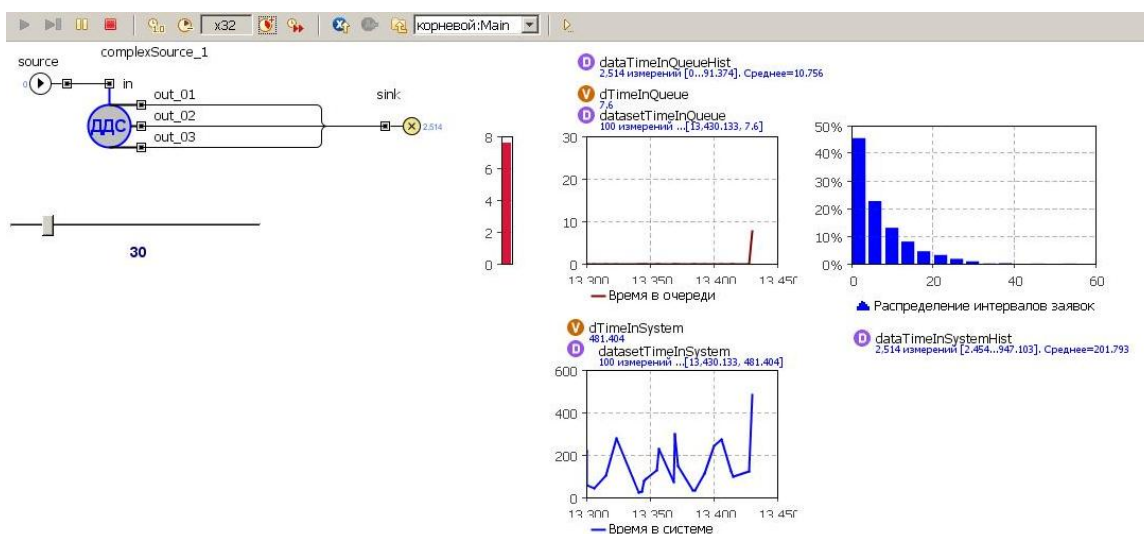 x32
корневой:Main
complexSource_1
source
0
in
out_01
out_02
out_03
ДДС
sink
2,514
30
8
6
4
2
0
dataTimeInQueueHist
2,514 измерений [0...91.374]. Среднее=10.756
dTimeInQueue
7.6
datasetTimeInQueue
100 измерений ...[13,430.133, 7.6]
30
20
10
0
13 300 13 350 13 400 13 450
Время в очереди
50%
40%
30%
20%
10%
0%
0 20 40 60
Распределение интервалов заявок
dTimeInSystem
481.404
datasetTimeInSystem
100 измерений ...[13,430.133, 481.404]
dataTimeInSystemHist
2,514 измерений [2.454...947.103]. Среднее=201.793
600
400
200
0
13 300 13 350 13 400 13 450
Время в системе